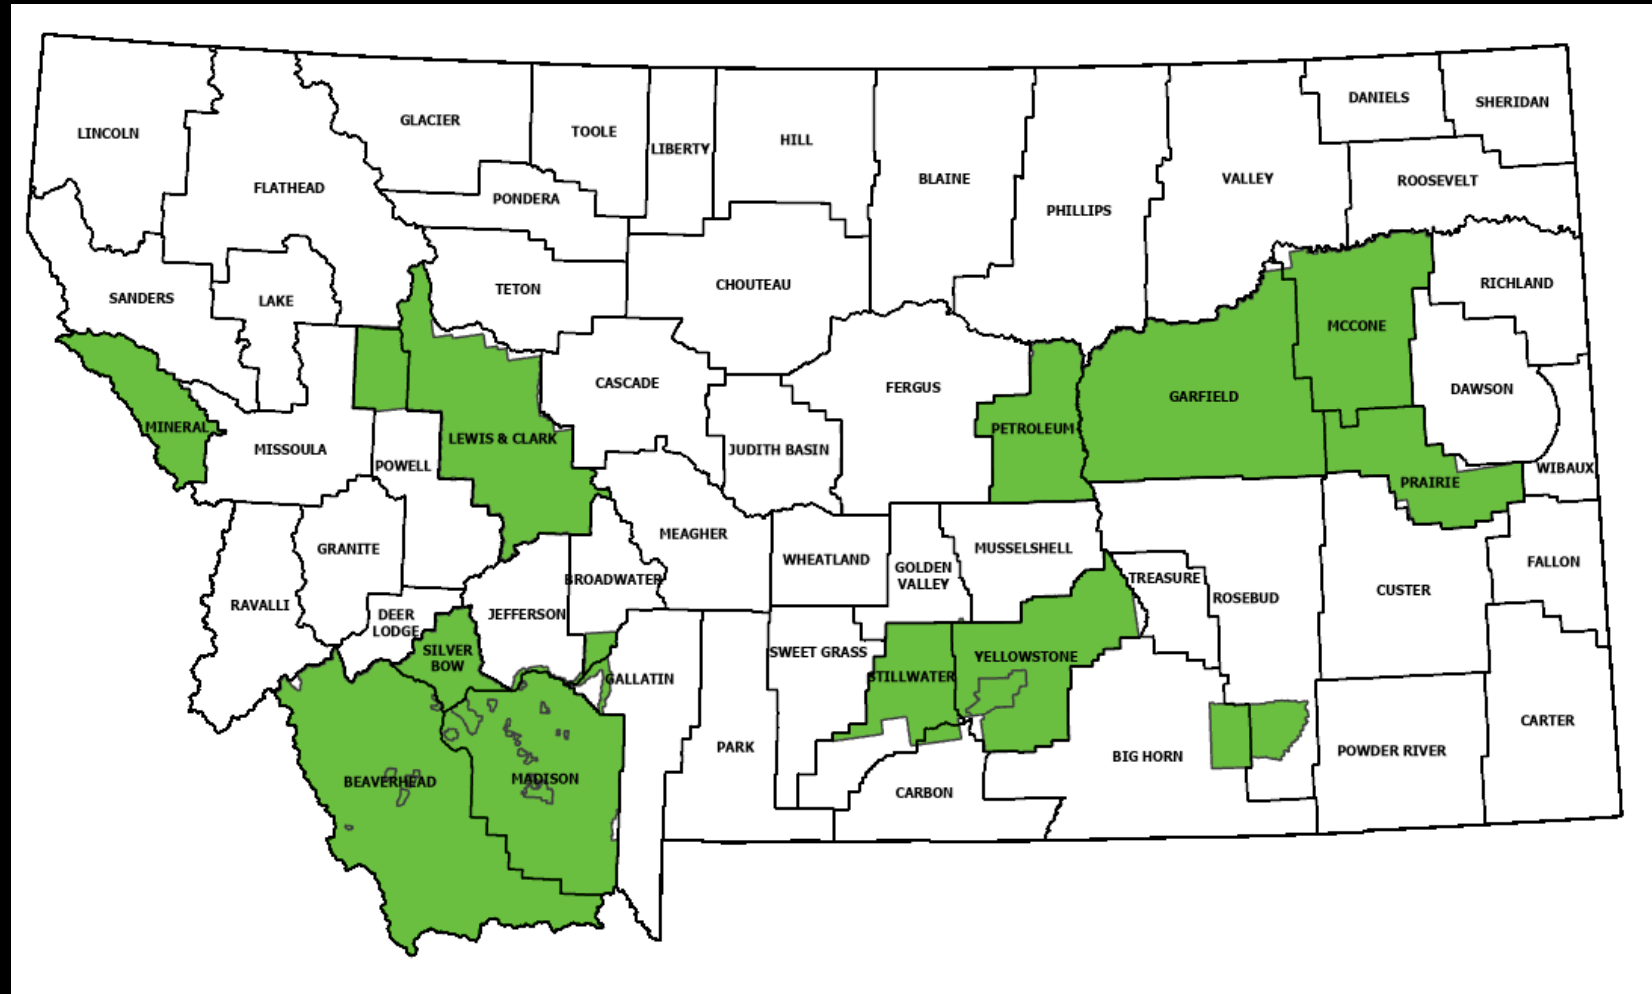 DANIELS
SHERIDAN
LINCOLN
GLACIER
TOOLE
LIBERTY
HILL
BLAINE
VALLEY
ROOSEVELT
FLATHEAD
PONDERA
PHILLIPS
SANDERS
LAKE
TETON
CHOUTEAU
RICHLAND
MCCONE
CASCADE
FERGUS
GARFIELD
DAWSON
MINERAL
MISSOULA
POWELL
LEWIS & CLARK
JUDITH BASIN
PETROLEUM
WIBAUX
PRAIRIE
GRANITE
MEAGHER
WHEATLAND
GOLDEN
VALLEY
MUSSELSHELL
FALLON
RAVALLI
DEER
LODGE
JEFFERSON
BROADWATER
TREASURE
ROSEBUD
CUSTER
SILVER
BOW
GALLATIN
SWEET GRASS
STILLWATER
YELLOWSTONE
BEAVERHEAD
MADISON
PARK
CARBON
BIG HORN
POWDER RIVER
CARTER